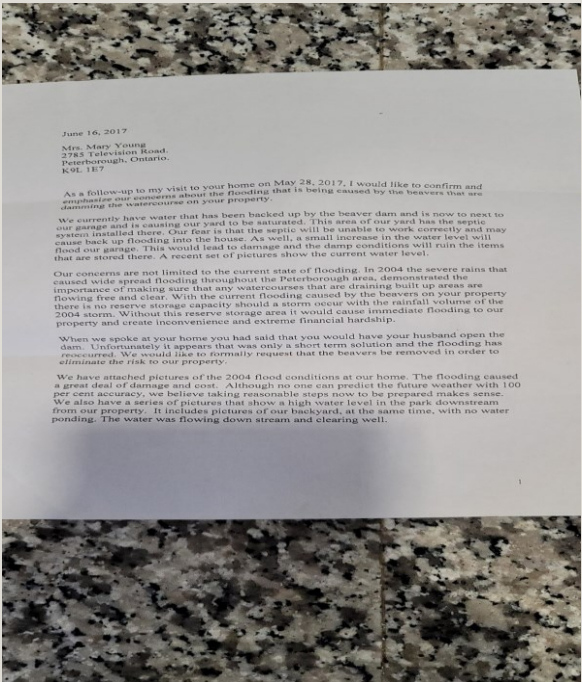 June 16, 2017
Mrs. Mary Young
2785 Television Road.
Peterborough, Ontario.
K9L 1E7
As a follow-up to my visit to your home on May 28, 2017, I would like to confirm and
emphasize our concerns about the flooding that is being caused by the beavers that are
damming the watercourse on your property.
We currently have water that has been backed up by the beaver dam and is now to next to
our garage and is causing our yard to be saturated. This area of our yard has the septic
system installed there. Our fear is that the septic will be unable to work correctly and may
cause back up flooding into the house. As well, a small increase in the water level will
flood our garage. This would lead to damage and the damp conditions will ruin the items
that are stored there. A recent set of pictures show the current water level.
Our concerns are not limited to the current state of flooding. In 2004 the severe rains that
caused wide spread flooding throughout the Peterborough area, demonstrated the
importance of making sure that any watercourses that are draining built up areas are
flowing free and clear. With the current flooding caused by the beavers on your property
there is no reserve storage capacity should a storm occur with the rainfall volume of the
2004 storm. Without this reserve storage area it would cause immediate flooding to our
property and create inconvenience and extreme financial hardship.
When we spoke at your home you had said that you would have your husband open the
dam. Unfortunately it appears that was only a short term solution and the flooding has
reoccurred. We would like to formally request that the beavers be removed in order to
eliminate the risk to our property.
We have attached pictures of the 2004 flood conditions at our home. The flooding caused
a great deal of damage and cost. Although no one can predict the future weather with 100
per cent accuracy, we believe taking reasonable steps now to be prepared makes sense.
We also have a series of pictures that show a high water level in the park downstream
from our property. It includes pictures of our backyard, at the same time, with no water
ponding. The water was flowing down stream and clearing well.
1